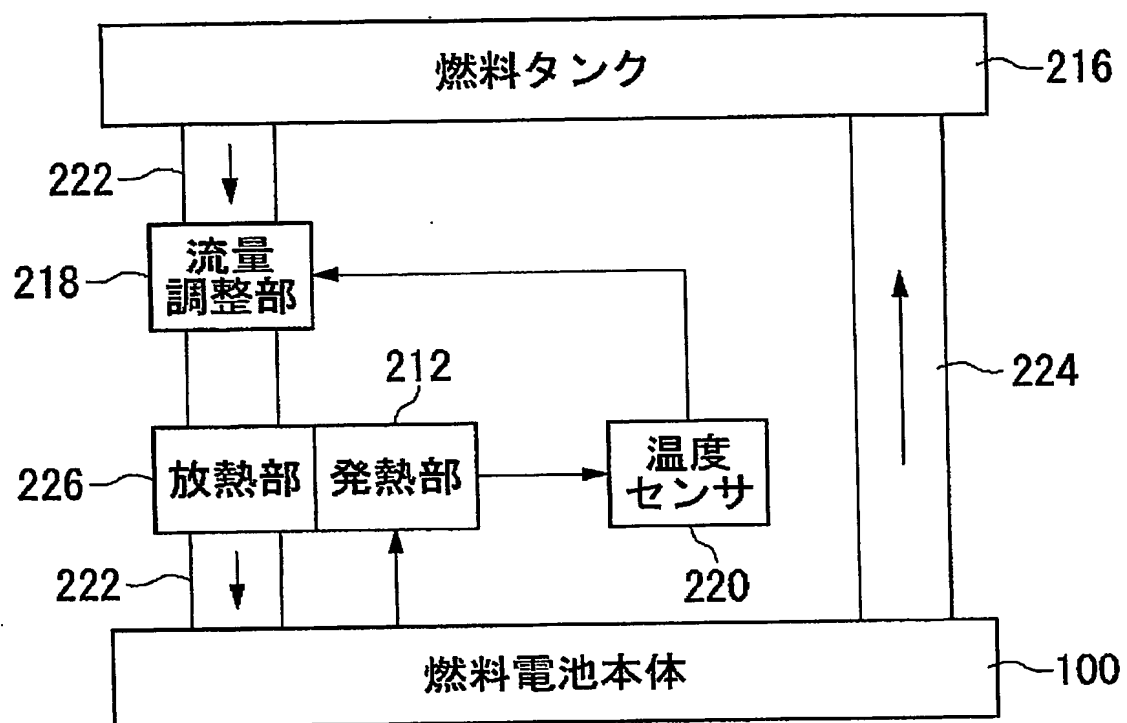 燃料タンク
216
222
流量
調整部
218
212
224
放熱部
発熱部
226
温度
センサ
220
222
燃料電池本体
100